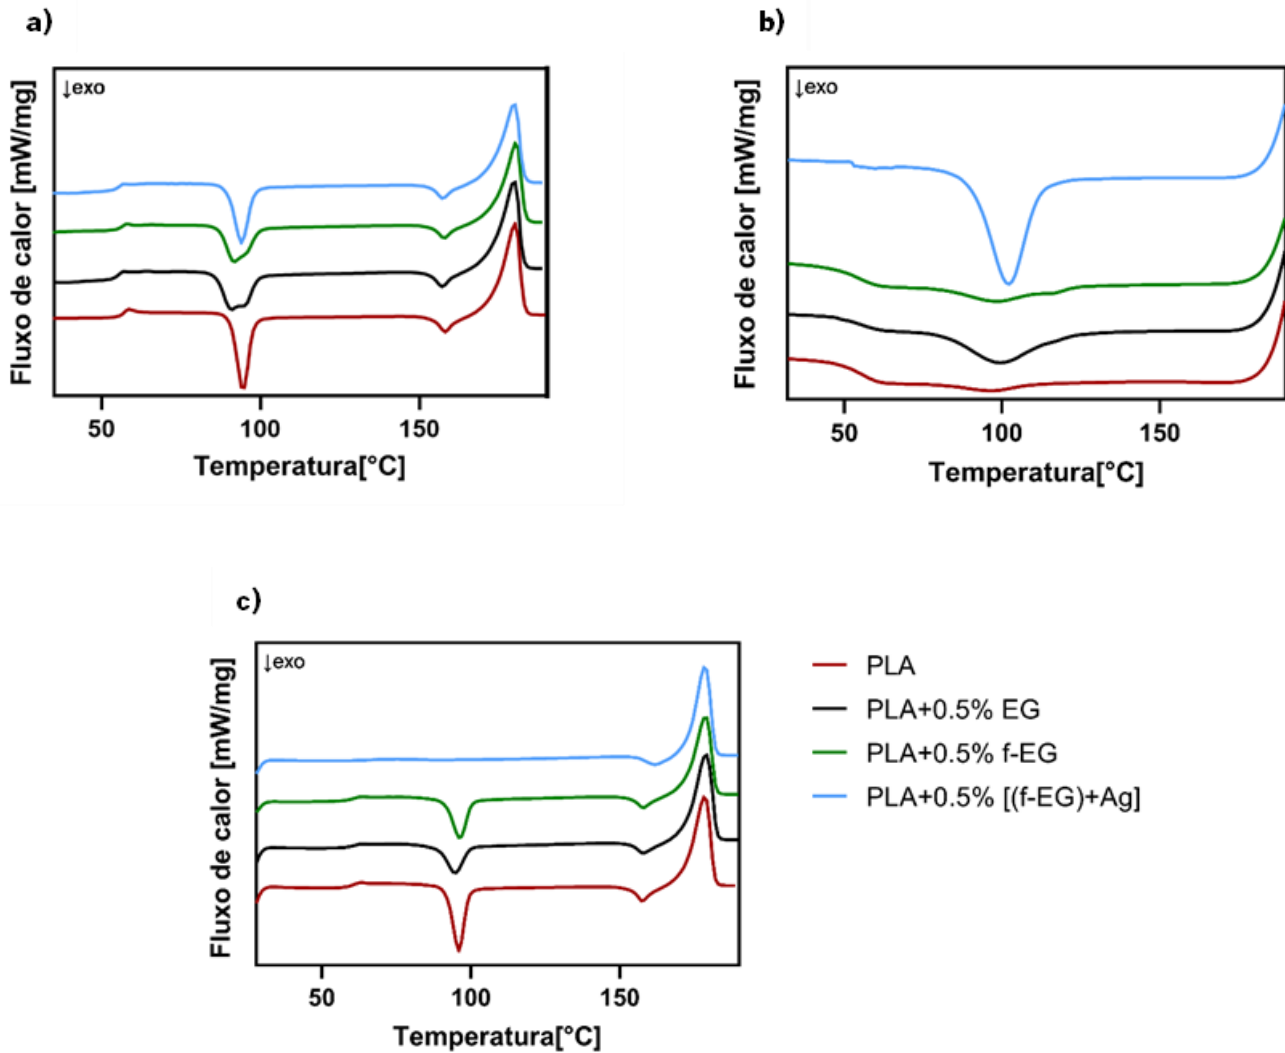 a)
↓exo
Fluxo de calor [mW/mg]
50 100 150
Temperatura[°C]
b)
↓exo
Fluxo de calor [mW/mg]
50 100 150
Temperatura[°C]
c)
↓exo
Fluxo de calor [mW/mg]
50 100 150
Temperatura[°C]
PLA
PLA+0.5% EG
PLA+0.5% f-EG
PLA+0.5% [(f-EG)+Ag]